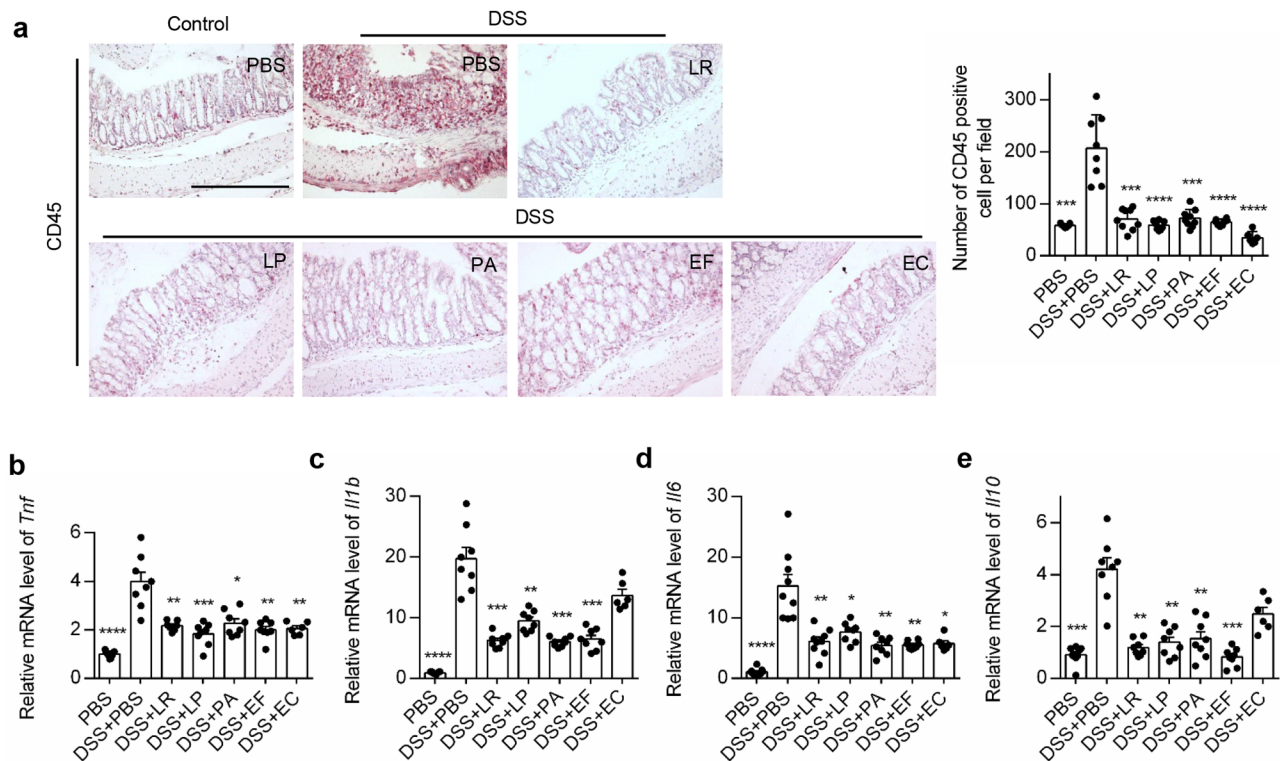 a
Control
DSS
PBS
PBS
LR
CD45
DSS
LP
PA
EF
EC
Number of CD45 positive
cell per field
300
200
100
0
***
***
****
***
****
****
PBS
DSS+PBS
DSS+LR
DSS+LP
DSS+PA
DSS+EF
DSS+EC
b
Relative mRNA level of Tnf
6
4
2
0
****
**
***
*
**
**
PBS
DSS+PBS
DSS+LR
DSS+LP
DSS+PA
DSS+EF
DSS+EC
c
Relative mRNA level of Il1b
30
20
10
0
****
***
**
***
***
PBS
DSS+PBS
DSS+LR
DSS+LP
DSS+PA
DSS+EF
DSS+EC
d
Relative mRNA level of Il6
30
20
10
0
****
**
*
**
**
*
PBS
DSS+PBS
DSS+LR
DSS+LP
DSS+PA
DSS+EF
DSS+EC
e
Relative mRNA level of Il10
6
4
2
0
***
**
**
**
***
PBS
DSS+PBS
DSS+LR
DSS+LP
DSS+PA
DSS+EF
DSS+EC